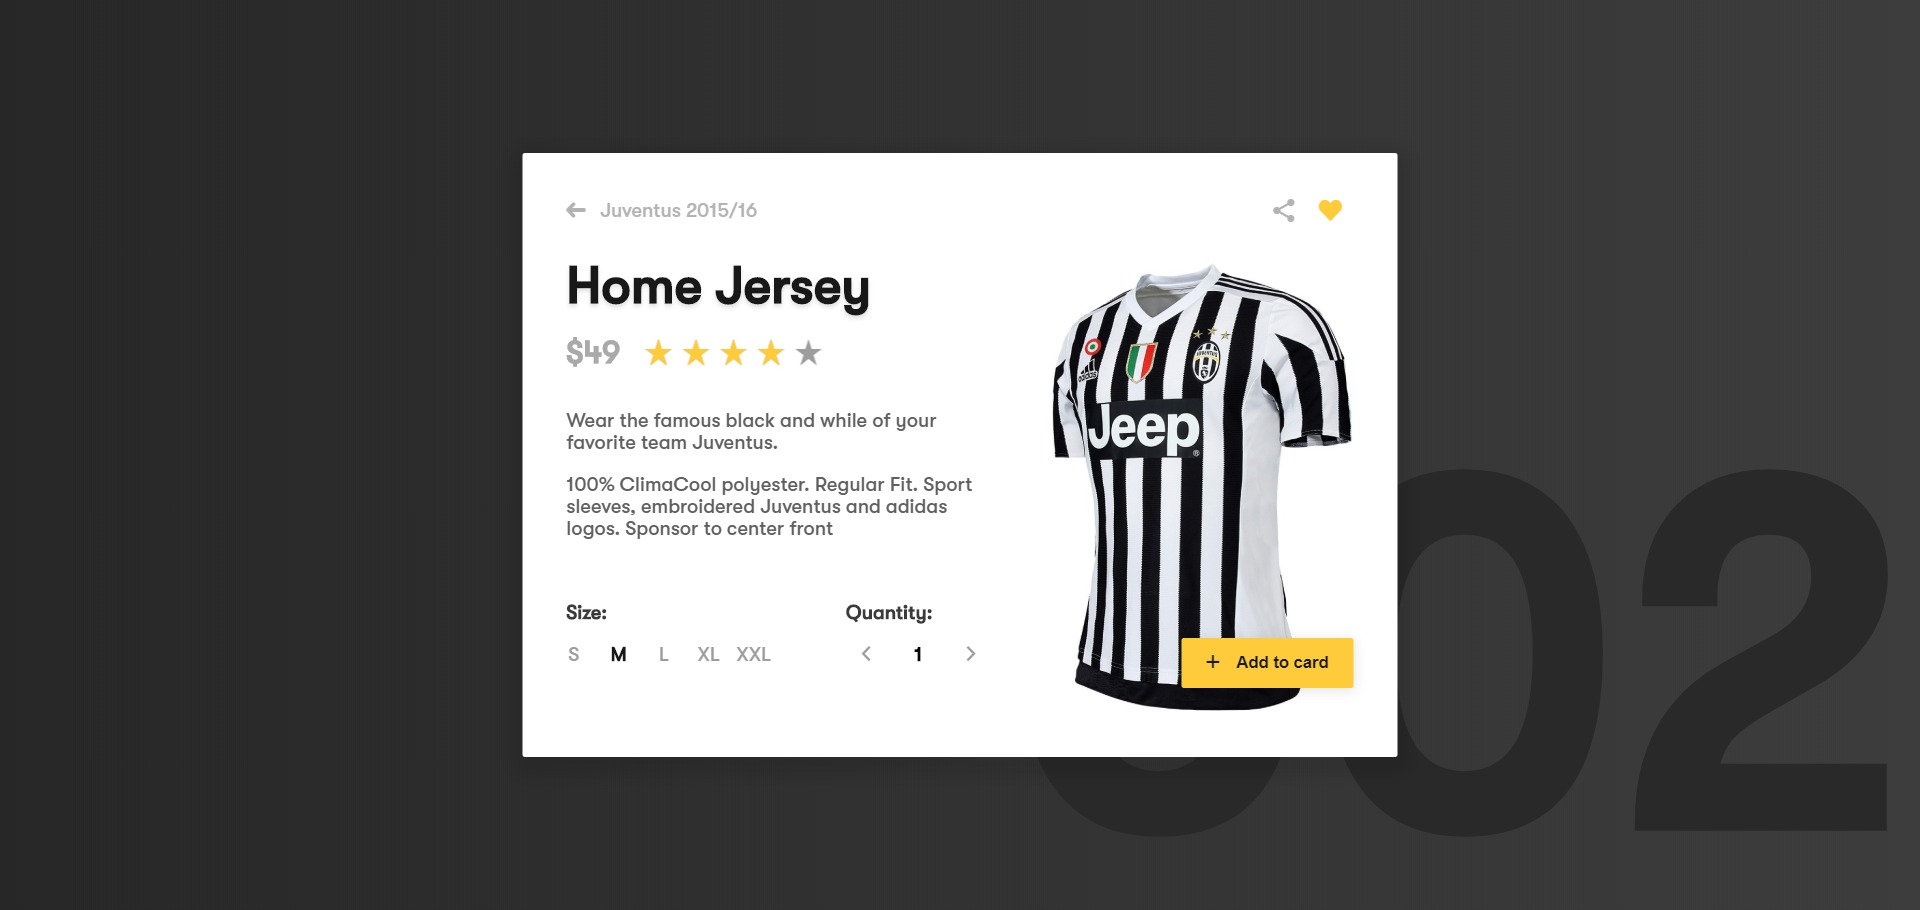 Juventus 2015/16
Home Jersey
$49
Wear the famous black and while of your
favorite team Juventus.
100% ClimaCool polyester. Regular Fit. Sport
sleeves, embroidered Juventus and adidas
logos. Sponsor to center front
Size:
S M L XL XXL
Quantity:
1
adidas
JUVENTUS
Jeep
®
+ Add to card
002